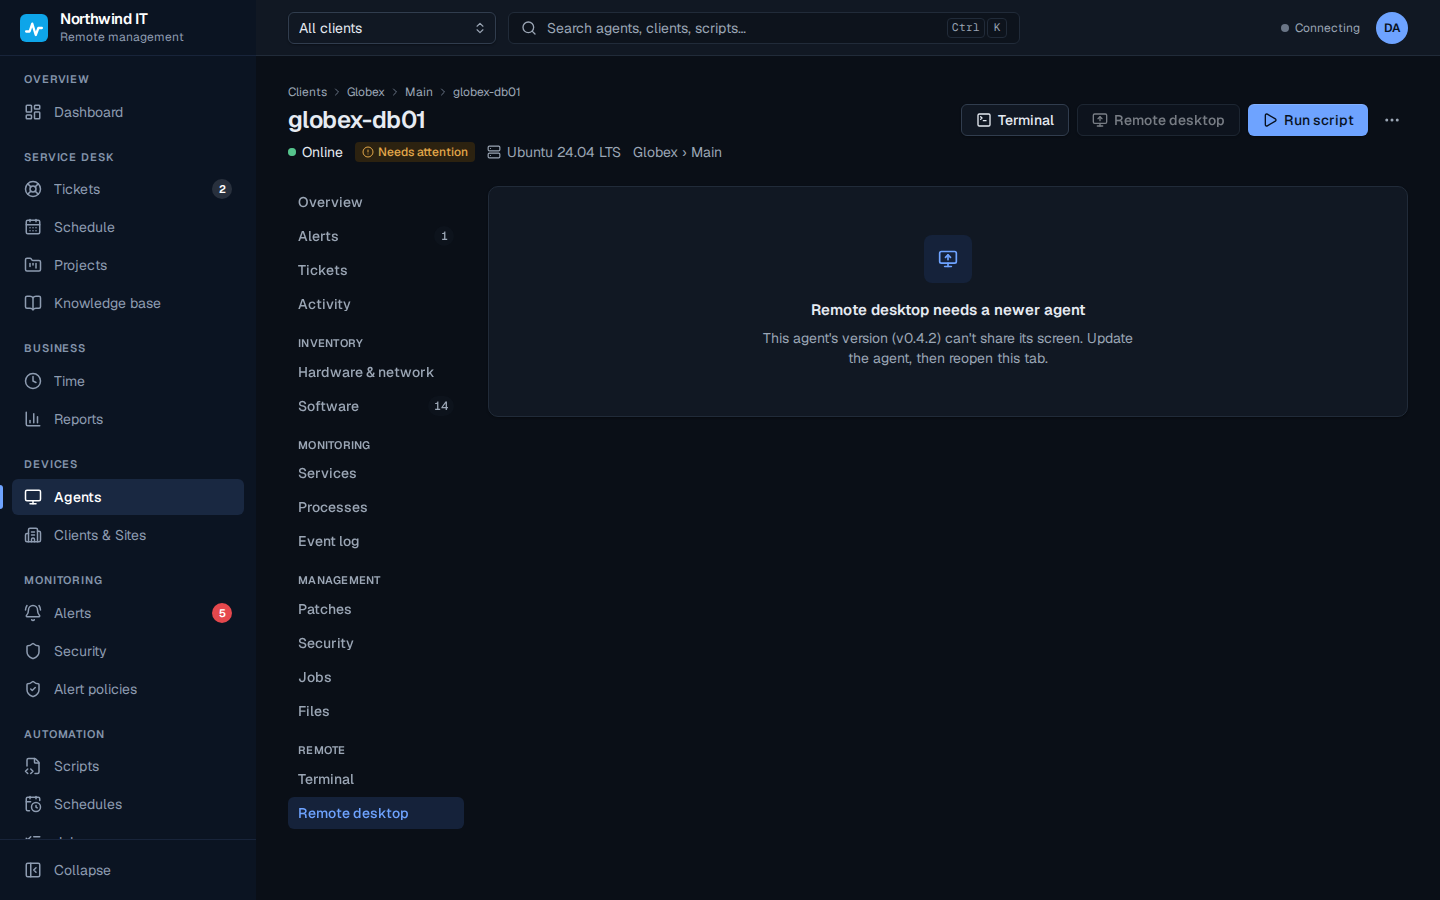 Northwind IT
Remote management
All clients
Search agents, clients, scripts…
Ctrl K
Connecting
DA
OVERVIEW
Dashboard
SERVICE DESK
Tickets 2
Schedule
Projects
Knowledge base
BUSINESS
Time
Reports
DEVICES
Agents
Clients & Sites
MONITORING
Alerts 5
Security
Alert policies
AUTOMATION
Scripts
Schedules
Collapse
Clients > Globex > Main > globex-db01
globex-db01
Terminal
Remote desktop
Run script
Online
Needs attention
Ubuntu 24.04 LTS
Globex › Main
Overview
Alerts 1
Tickets
Activity
INVENTORY
Hardware & network
Software 14
MONITORING
Services
Processes
Event log
MANAGEMENT
Patches
Security
Jobs
Files
REMOTE
Terminal
Remote desktop
Remote desktop needs a newer agent
This agent's version (v0.4.2) can't share its screen. Update
the agent, then reopen this tab.